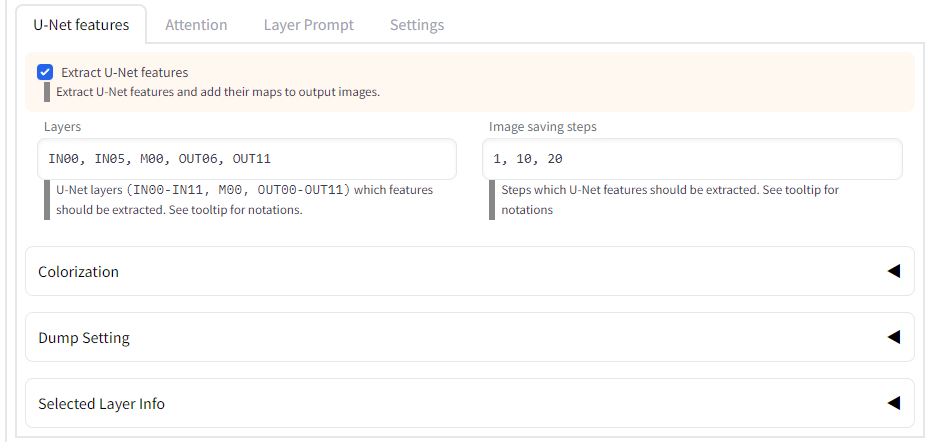 U-Net features Attention Layer Prompt Settings
Extract U-Net features
Extract U-Net features and add their maps to output images.
Layers
IN00, IN05, M00, OUT06, OUT11
U-Net layers (IN00-IN11, M00, OUT00-OUT11) which features
should be extracted. See tooltip for notations.
Image saving steps
1, 10, 20
Steps which U-Net features should be extracted. See tooltip for
notations
Colorization
Dump Setting
Selected Layer Info